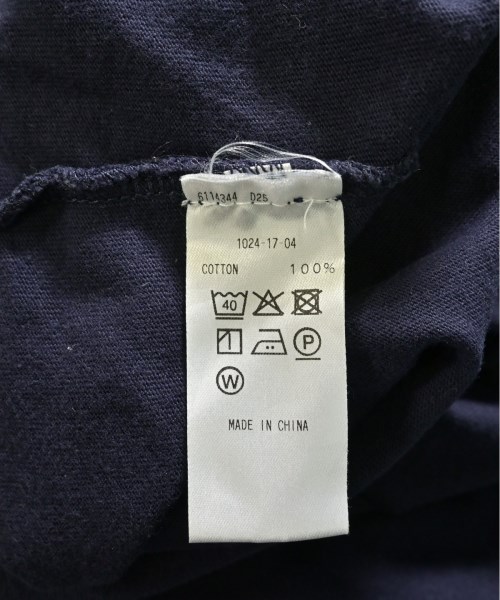 6114344 D25
1024-17-04
COTTON 100%
40
P
W
MADE IN CHINA